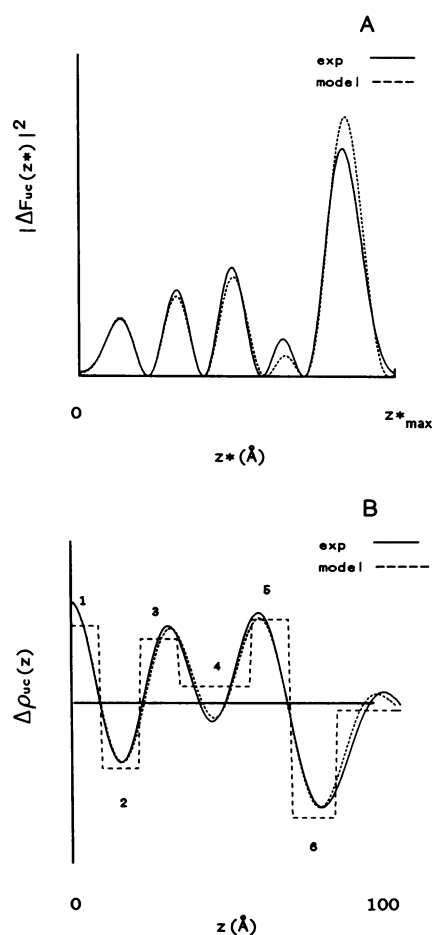 A
exp
model
|ΔFuc(z*)|²
0
z*max
z*(Å)
B
exp
model
1
3
5
4
2
6
Δρuc(z)
0
100
z(Å)